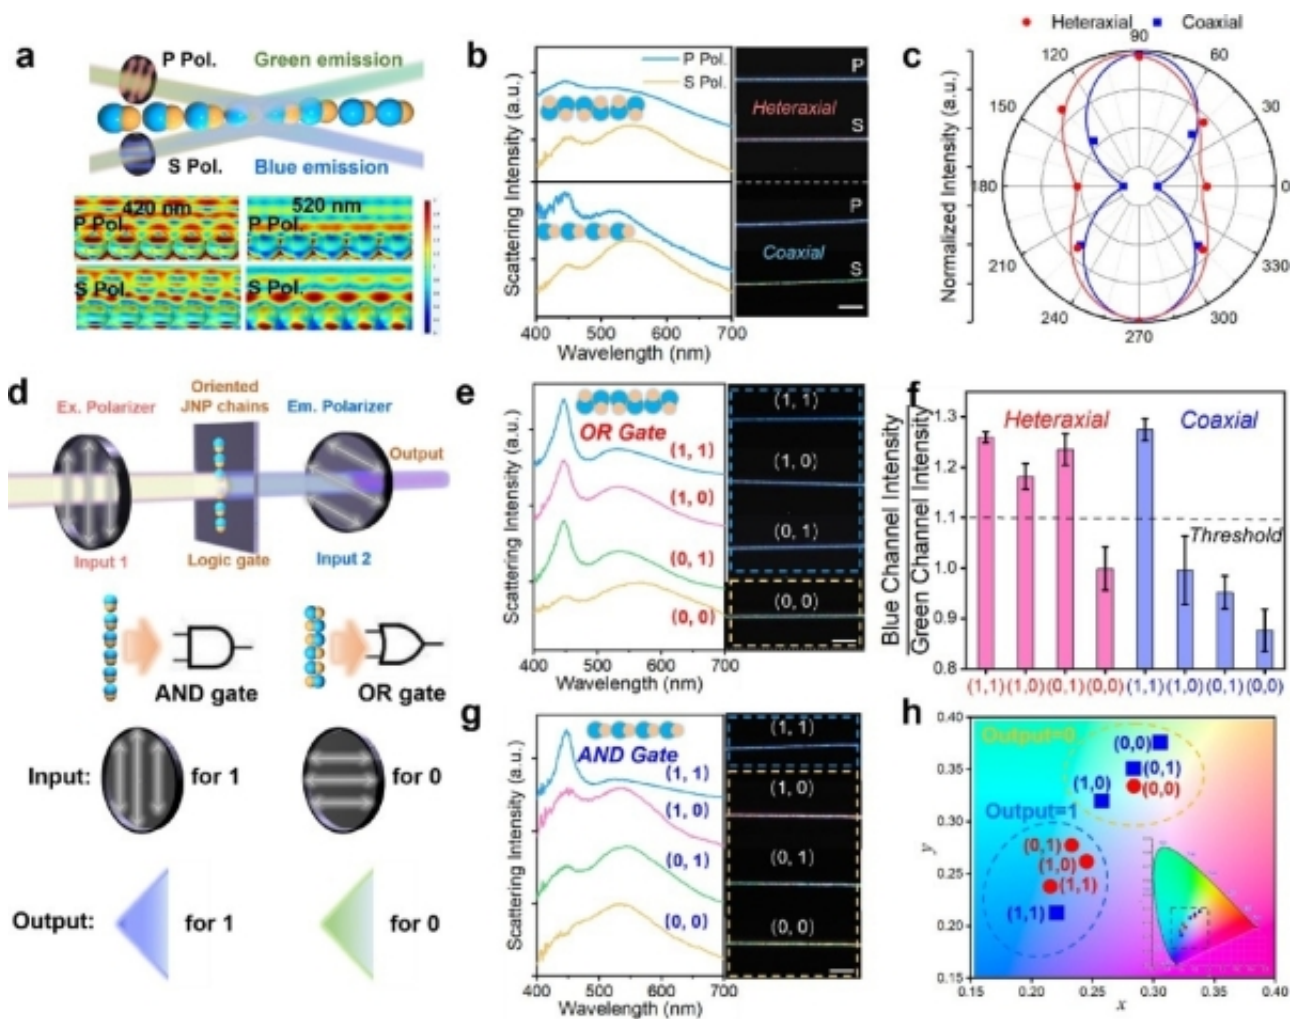 a
P Pol.
Green emission
S Pol.
Blue emission
420 nm
520 nm
P Pol.
S Pol.
b
Scattering Intensity (a.u.)
P Pol.
S Pol.
400 500 600 700
Wavelength (nm)
P
Heteraxial
S
P
Coaxial
S
c
Heteraxial
Coaxial
Normalized Intensity (a.u.)
90
120 60
150 30
180 0
210 330
240 300
270
d
Oriented
JNP chains
Ex. Polarizer
Em. Polarizer
Output
Input 1
Logic gate
Input 2
AND gate
OR gate
Input:
for 1
for 0
Output:
for 1
for 0
e
Scattering Intensity (a.u.)
OR Gate
(1, 1)
(1, 0)
(0, 1)
(0, 0)
400 500 600 700
Wavelength (nm)
(1, 1)
(1, 0)
(0, 1)
(0, 0)
f
Blue Channel Intensity
Green Channel Intensity
1.3
1.2
1.1
1.0
0.9
0.8
Heteraxial
Coaxial
Threshold
(1,1) (1,0) (0,1) (0,0) (1,1) (1,0) (0,1) (0,0)
g
Scattering Intensity (a.u.)
AND Gate
(1, 1)
(1, 0)
(0, 1)
(0, 0)
400 500 600 700
Wavelength (nm)
(1, 1)
(1, 0)
(0, 1)
(0, 0)
h
y
0.40
0.35
0.30
0.25
0.20
0.15
Output=0
(0,0)
(0,1)
(1,0)
(0,0)
Output=1
(0,1)
(1,0)
(1,1)
(1,1)
0.15 0.20 0.25 0.30 0.35 0.40
x